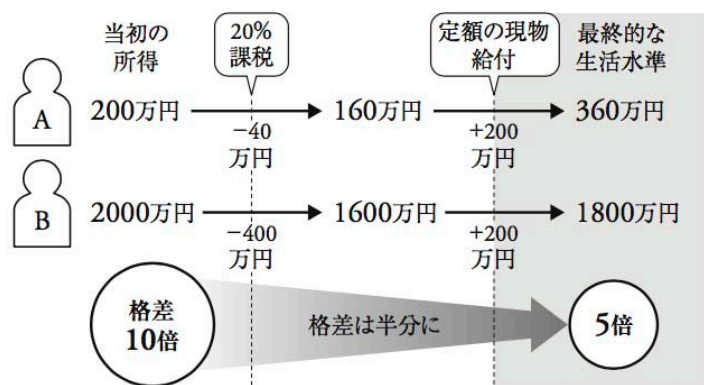 当初の
所得
20%
課税
定額の現物
給付
最終的な
生活水準
A
200万円
−40
万円
160万円
+200
万円
360万円
B
2000万円
−400
万円
1600万円
+200
万円
1800万円
格差
10倍
格差は半分に
5倍